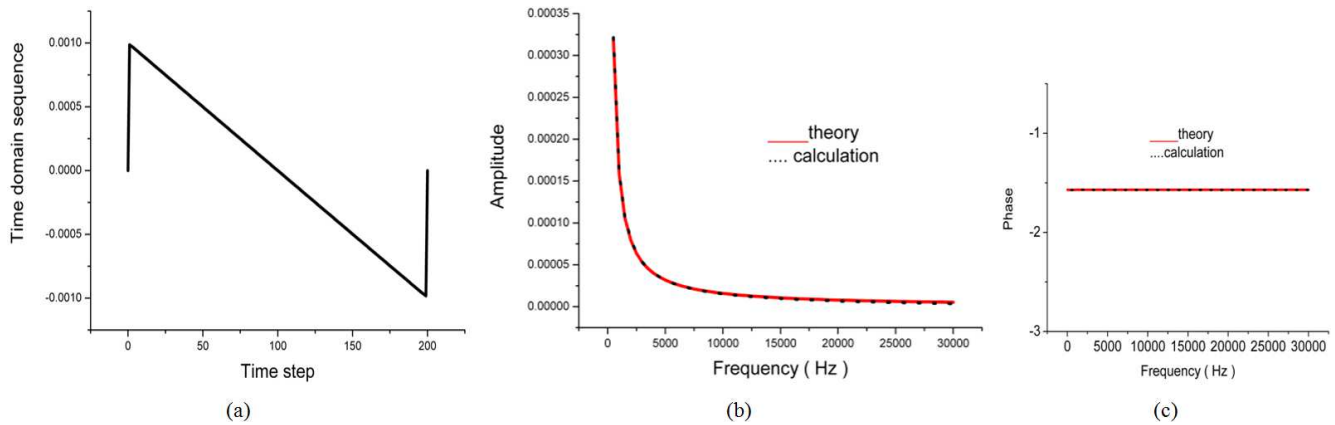 Time domain sequence
0.0010
0.0005
0.0000
-0.0005
-0.0010
0 50 100 150 200
Time step
(a)
Amplitude
0.00035
0.00030
0.00025
0.00020
0.00015
0.00010
0.00005
0.00000
theory
.... calculation
0 5000 10000 15000 20000 25000 30000
Frequency ( Hz )
(b)
Phase
-1
-2
-3
theory
....calculation
0 5000 10000 15000 20000 25000 30000
Frequency ( Hz )
(c)